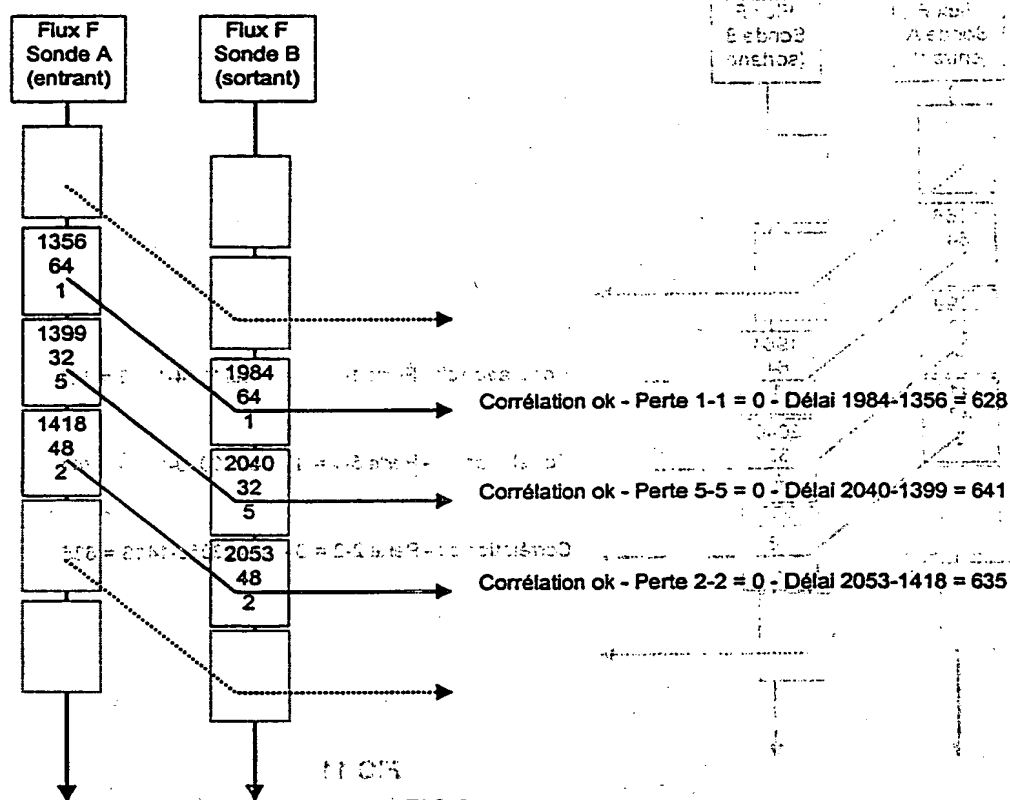 Flux F
Sonde A
(entrant)
Flux F
Sonde B
(sortant)
1356
64
1
1399
32
5
1418
48
2
1984
64
1
2040
32
5
2053
48
2
Corrélation ok - Perte 1-1 = 0 - Délai 1984-1356 = 628
Corrélation ok - Perte 5-5 = 0 - Délai 2040-1399 = 641
Corrélation ok - Perte 2-2 = 0 - Délai 2053-1418 = 635
FIG 11